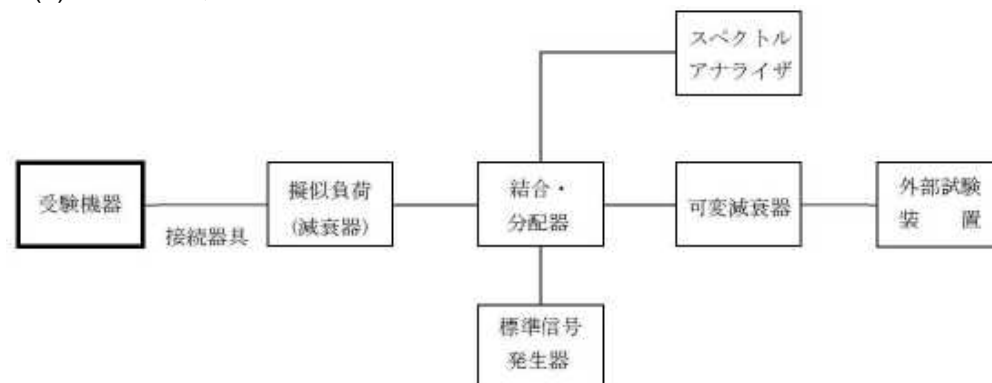 スペクトル
アナライザ
受験機器
接続器具
擬似負荷
(減衰器)
結合・
分配器
可変減衰器
外部試験
装　置
標準信号
発生器